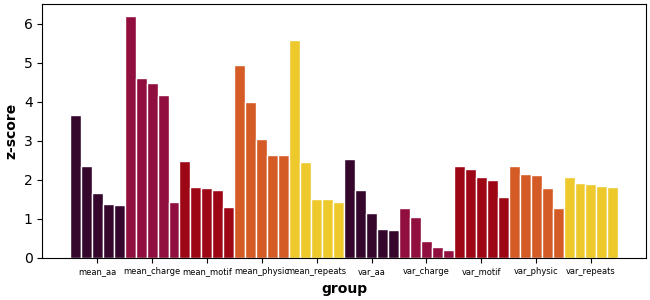 6
5
4
3
2
1
0
z-score
mean_aa mean_charge mean_motif mean_physic mean_repeats var_aa var_charge var_motif var_physic var_repeats
group